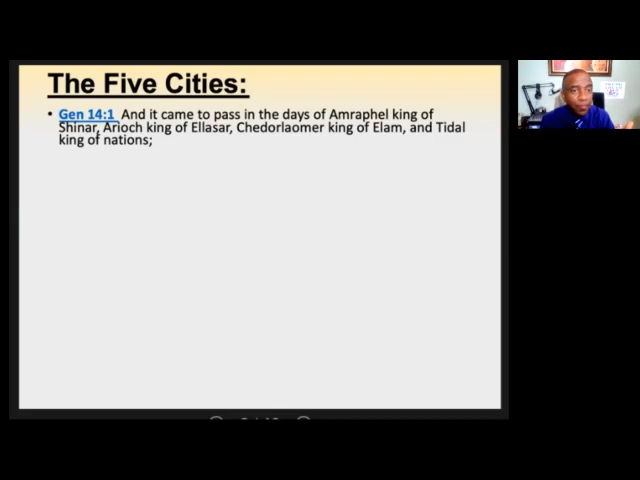 The Five Cities:
• Gen 14:1 And it came to pass in the days of Amraphel king of
Shinar, Arioch king of Ellasar, Chedorlaomer king of Elam, and Tidal
king of nations;